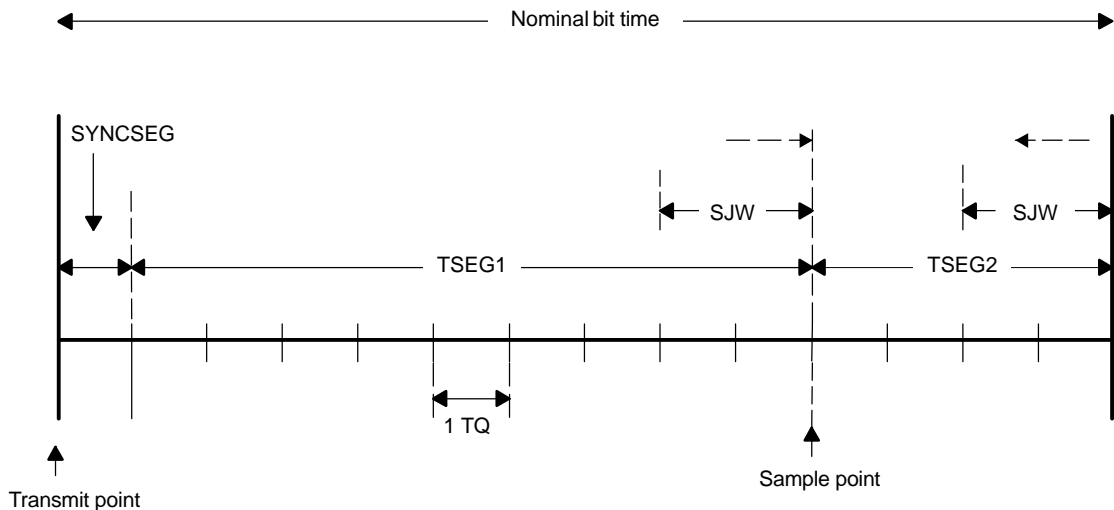 Nominal bit time
SYNCSEG
SJW
SJW
TSEG1
TSEG2
1 TQ
Sample point
Transmit point